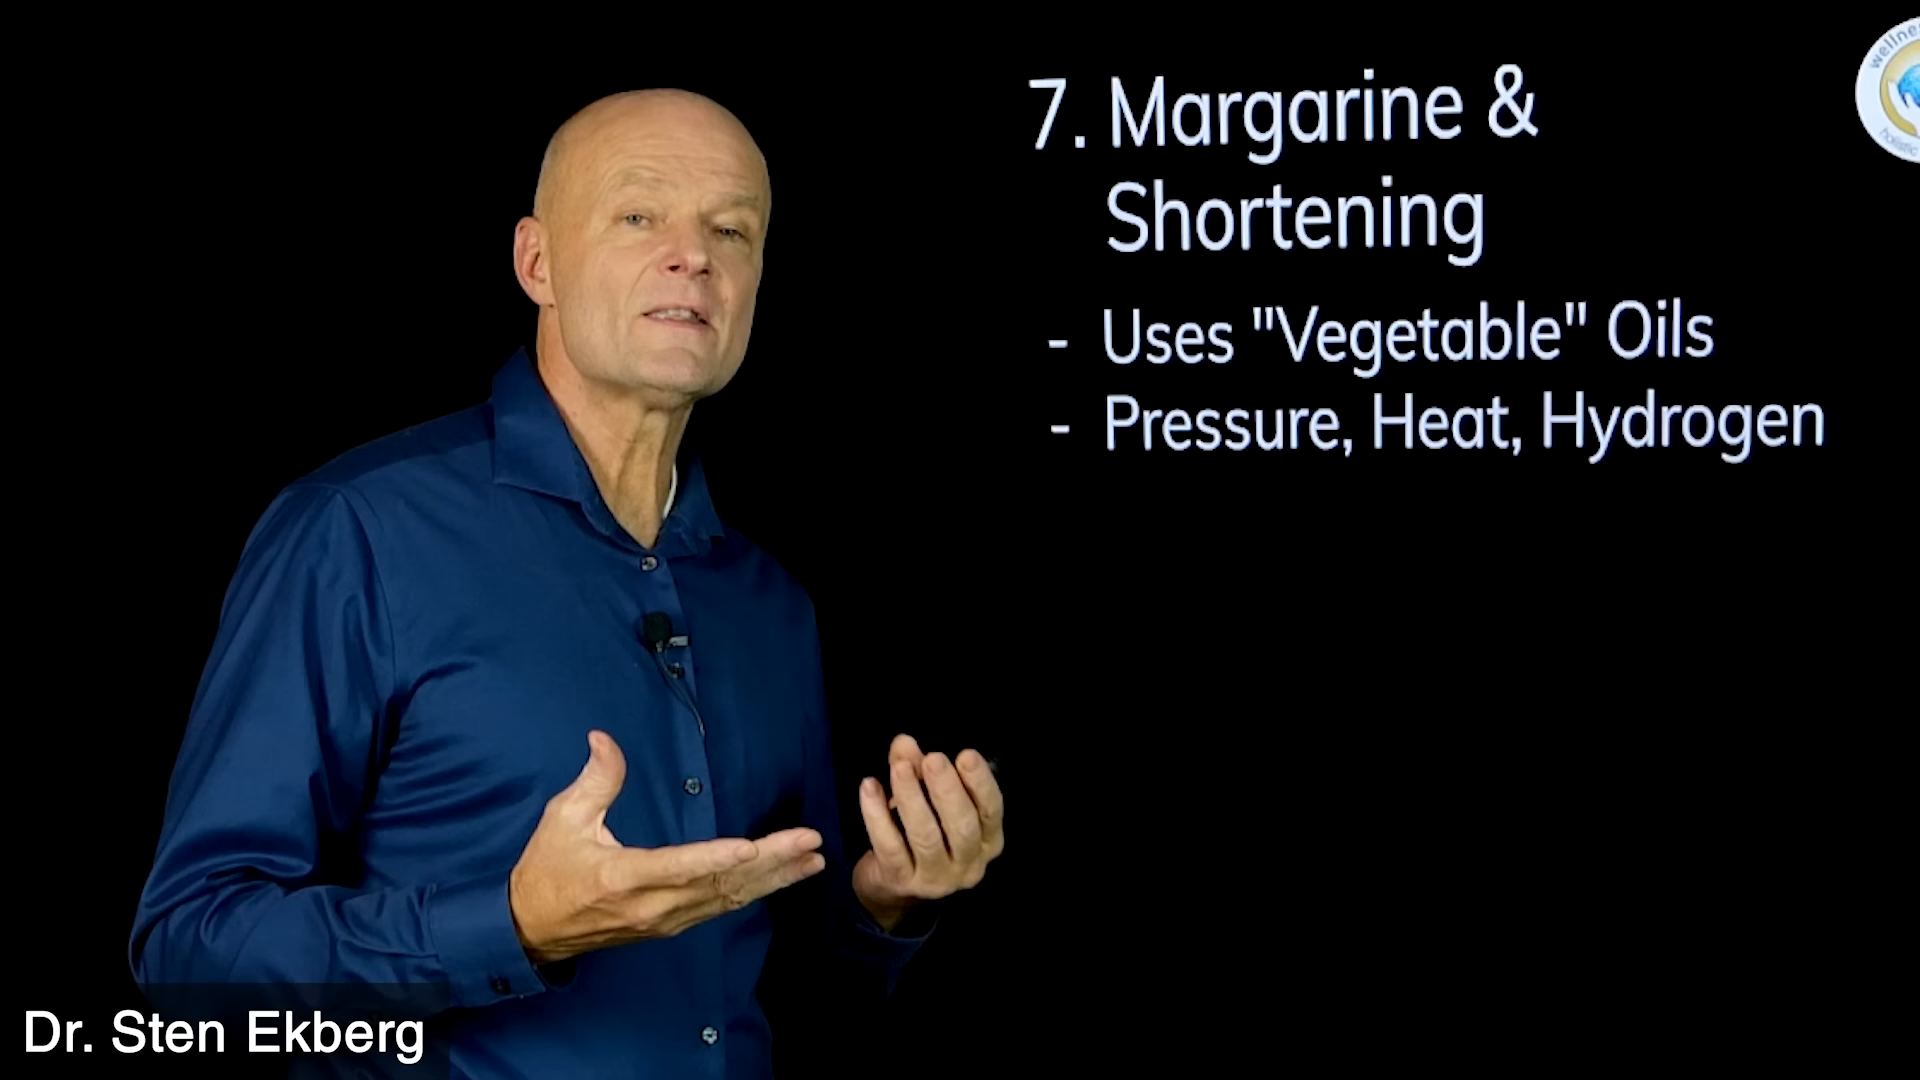 7. Margarine &
Shortening
- Uses "Vegetable" Oils
- Pressure, Heat, Hydrogen
Dr. Sten Ekberg